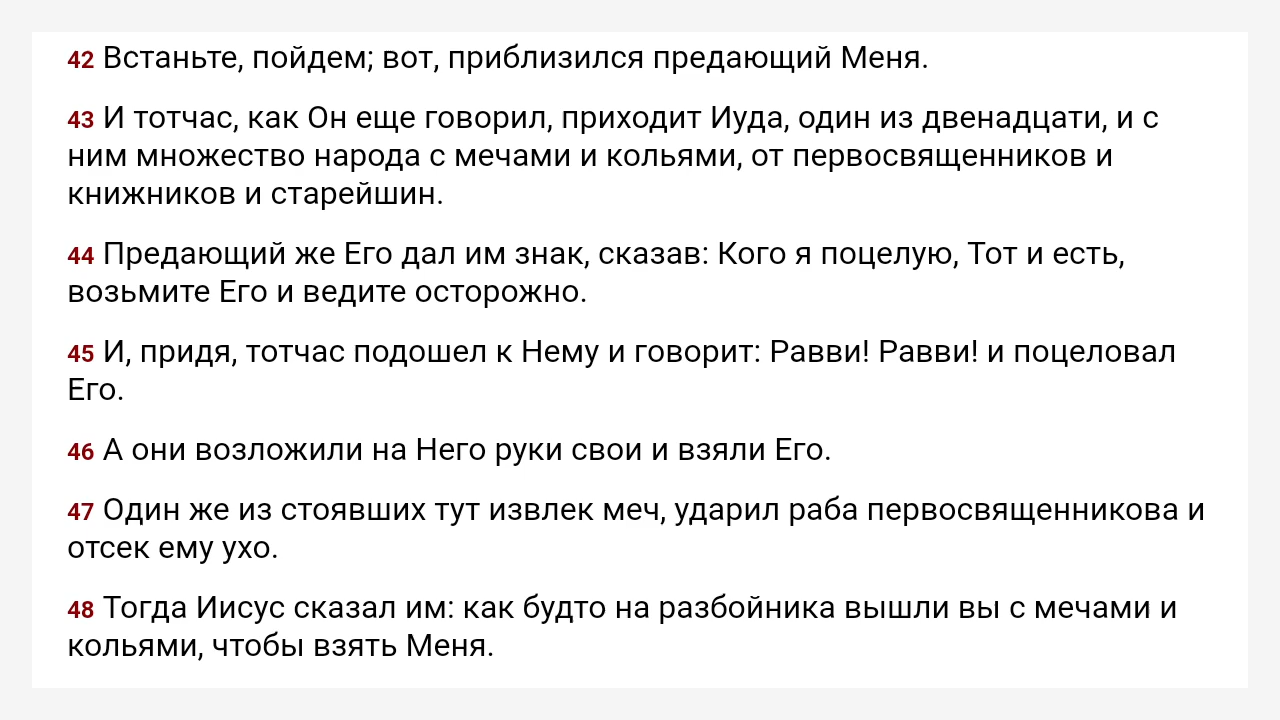 42 Встаньте, пойдем; вот, приблизился предающий Меня.
43 И тотчас, как Он еще говорил, приходит Иуда, один из двенадцати, и с
ним множество народа с мечами и кольями, от первосвященников и
книжников и старейшин.
44 Предающий же Его дал им знак, сказав: Кого я поцелую, Тот и есть,
возьмите Его и ведите осторожно.
45 И, придя, тотчас подошел к Нему и говорит: Равви! Равви! и поцеловал
Его.
46 А они возложили на Него руки свои и взяли Его.
47 Один же из стоявших тут извлек меч, ударил раба первосвященникова и
отсек ему ухо.
48 Тогда Иисус сказал им: как будто на разбойника вышли вы с мечами и
кольями, чтобы взять Меня.